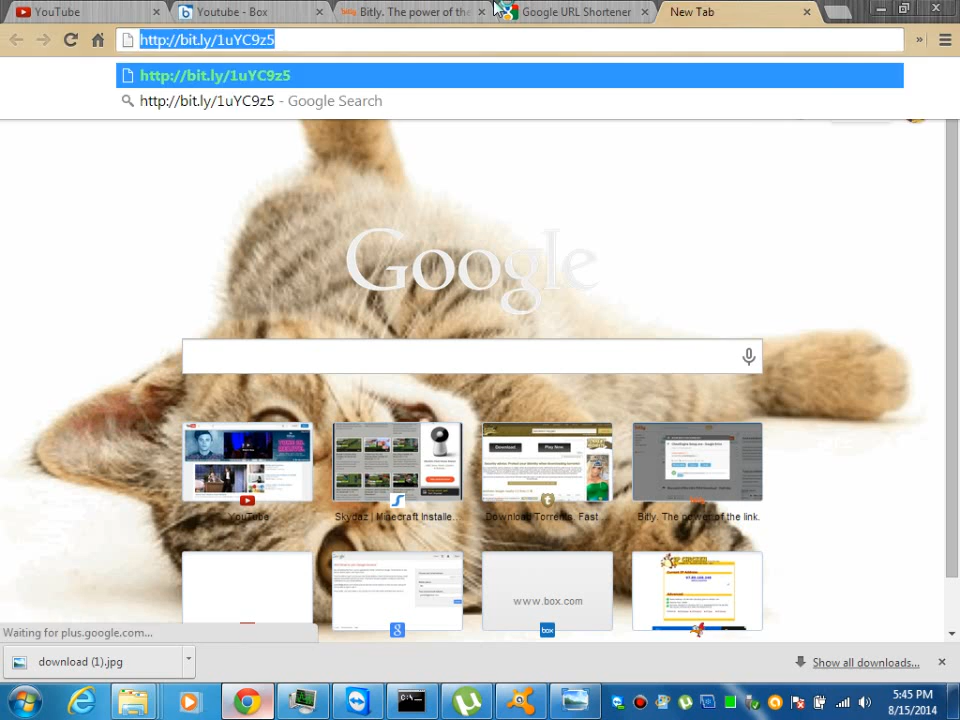 YouTube
Youtube - Box
Bitly. The power of the
Google URL Shortener
New Tab
http://bit.ly/1uYC9z5
http://bit.ly/1uYC9z5
http://bit.ly/1uYC9z5 - Google Search
Google
Download
Play Now
YouTube
Skydaz | Minecraft Installe...
Download Torrents. Fast ...
Bitly. The power of the link.
www.box.com
Waiting for plus.google.com...
download (1).jpg
Show all downloads...
5:45 PM
8/15/2014